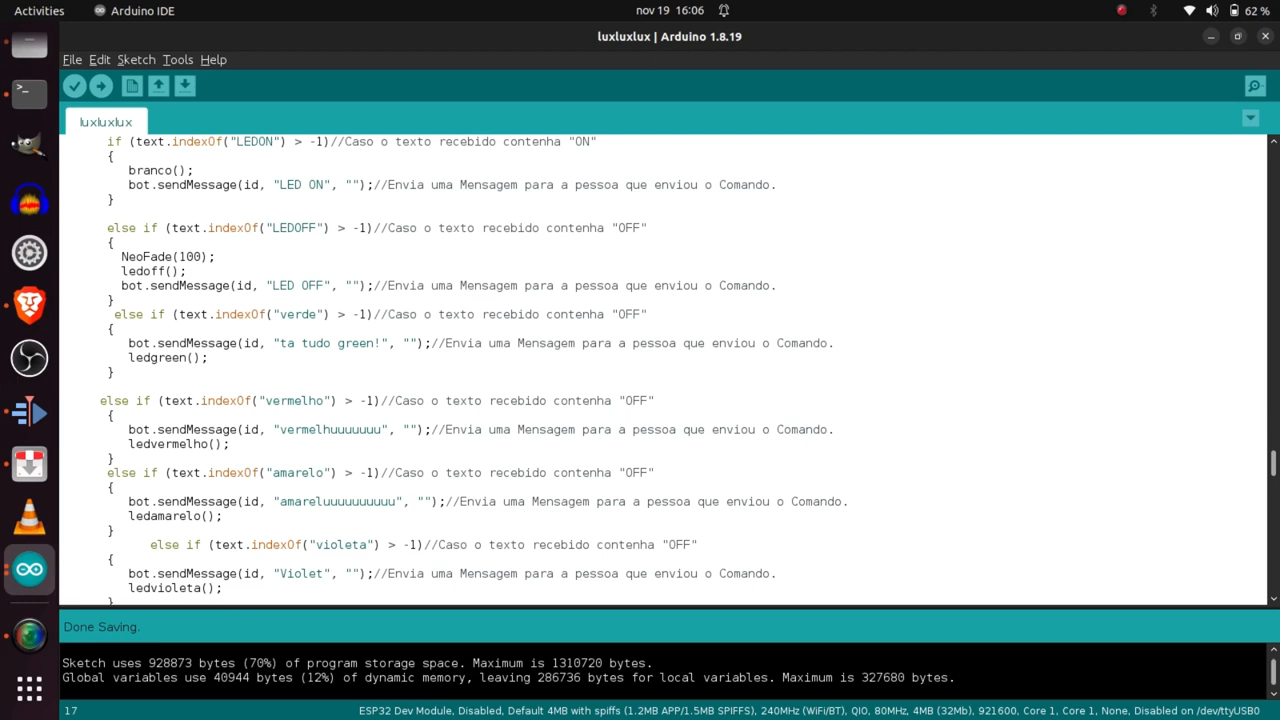 Activities
Arduino IDE
nov 19 16:06
62 %
luxluxlux | Arduino 1.8.19
File Edit Sketch Tools Help
luxluxlux
if (text.indexOf("LEDON") > -1)//Caso o texto recebido contenha "ON"
{
branco();
bot.sendMessage(id, "LED ON", "");//Envia uma Mensagem para a pessoa que enviou o Comando.
}
else if (text.indexOf("LEDOFF") > -1)//Caso o texto recebido contenha "OFF"
{
NeoFade(100);
ledoff();
bot.sendMessage(id, "LED OFF", "");//Envia uma Mensagem para a pessoa que enviou o Comando.
}
else if (text.indexOf("verde") > -1)//Caso o texto recebido contenha "OFF"
{
bot.sendMessage(id, "ta tudo green!", "");//Envia uma Mensagem para a pessoa que enviou o Comando.
ledgreen();
}
else if (text.indexOf("vermelho") > -1)//Caso o texto recebido contenha "OFF"
{
bot.sendMessage(id, "vermelhuuuuuuu", "");//Envia uma Mensagem para a pessoa que enviou o Comando.
ledvermelho();
}
else if (text.indexOf("amarelo") > -1)//Caso o texto recebido contenha "OFF"
{
bot.sendMessage(id, "amareluuuuuuuuuu", "");//Envia uma Mensagem para a pessoa que enviou o Comando.
ledamarelo();
}
else if (text.indexOf("violeta") > -1)//Caso o texto recebido contenha "OFF"
{
bot.sendMessage(id, "Violet", "");//Envia uma Mensagem para a pessoa que enviou o Comando.
ledvioleta();
}
Done Saving.
Sketch uses 928873 bytes (70%) of program storage space. Maximum is 1310720 bytes.
Global variables use 40944 bytes (12%) of dynamic memory, leaving 286736 bytes for local variables. Maximum is 327680 bytes.
17
ESP32 Dev Module, Disabled, Default 4MB with spiffs (1.2MB APP/1.5MB SPIFFS), 240MHz (WiFi/BT), QIO, 80MHz, 4MB (32Mb), 921600, Core 1, Core 1, None, Disabled on /dev/ttyUSB0